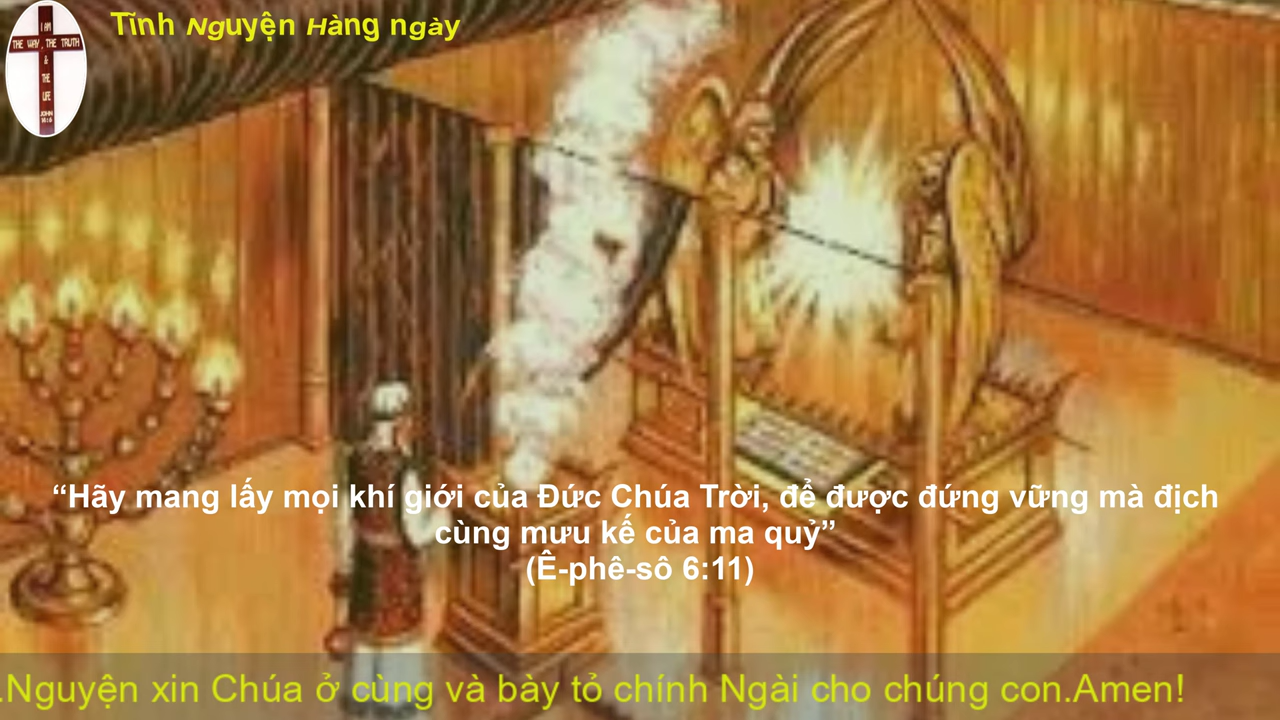 Tĩnh Nguyện Hàng ngày
I AM
THE WAY, THE TRUTH
&
THE
LIFE
JOHN
“Hãy mang lấy mọi khí giới của Đức Chúa Trời, để được đứng vững mà địch
cùng mưu kế của ma quỷ”
(Ê-phê-sô 6:11)
.Nguyện xin Chúa ở cùng và bày tỏ chính Ngài cho chúng con.Amen!